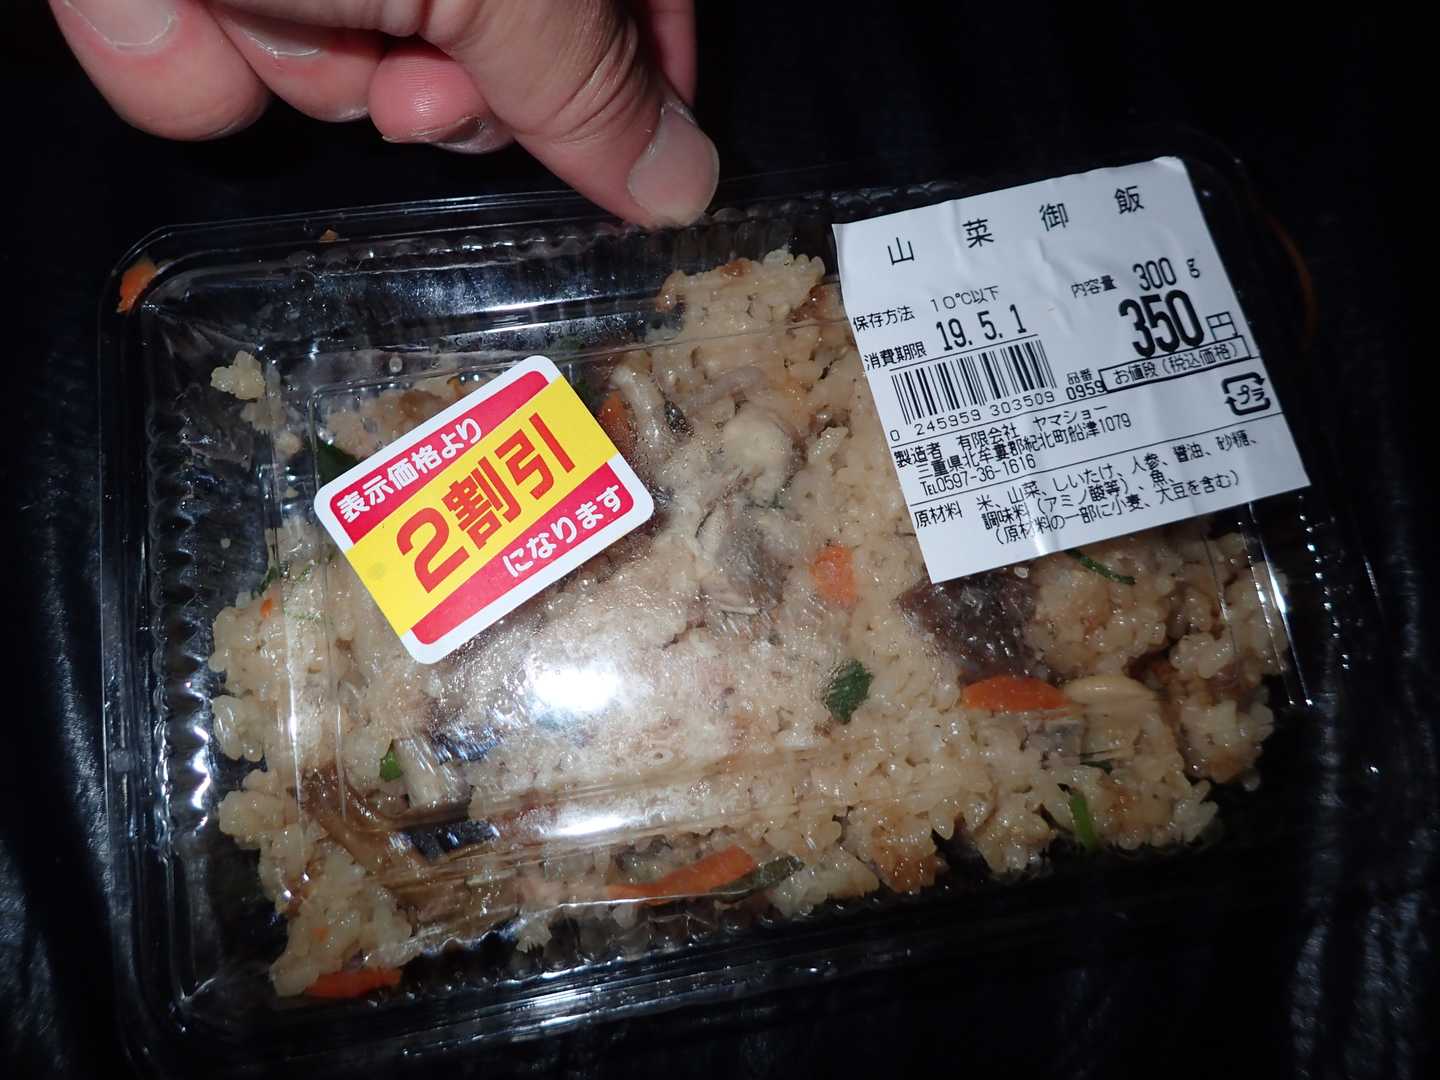 表示価格より
2割引
になります
山菜御飯
保存方法 10℃以下 内容量 300g
消費期限 19.5.1 350円
品番 0959 お値段(税込価格)
0 245959 303509
プラ
製造者 有限会社 ヤマショー
三重県北牟婁郡紀北町船津1079
TEL0597-36-1616
原材料 米、山菜、しいたけ、人参、醤油、砂糖、
調味料(アミノ酸等)、魚、
(原材料の一部に小麦、大豆を含む)